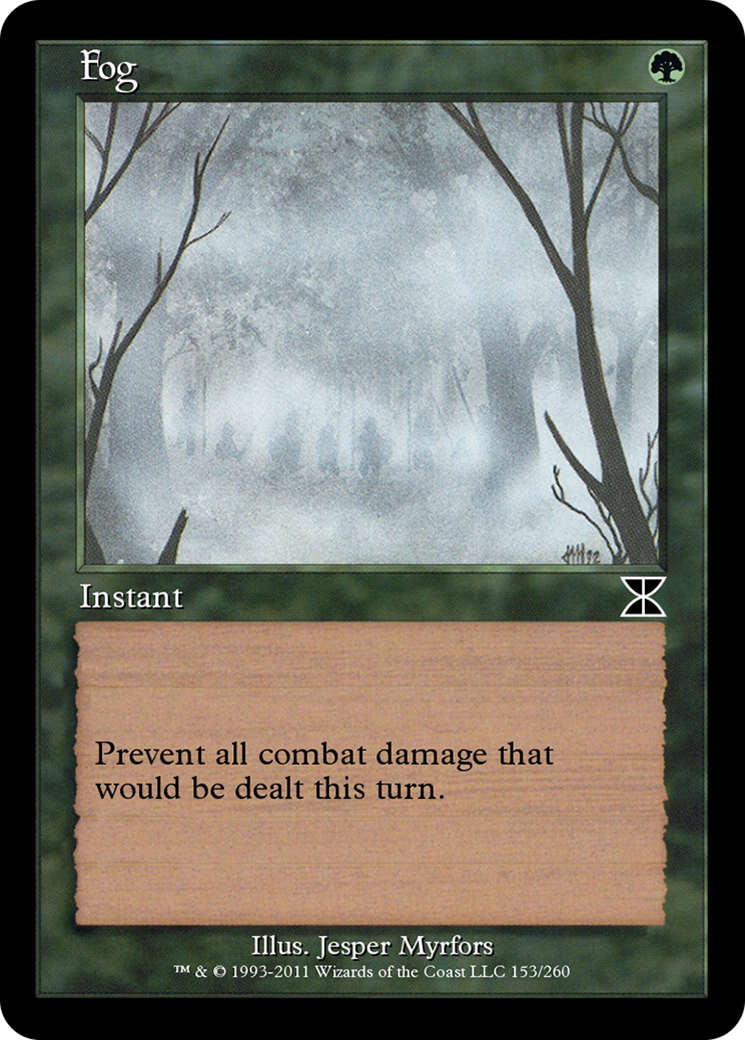 Fog
Instant
Prevent all combat damage that
would be dealt this turn.
Illus. Jesper Myrfors
™ & © 1993-2011 Wizards of the Coast LLC 153/260